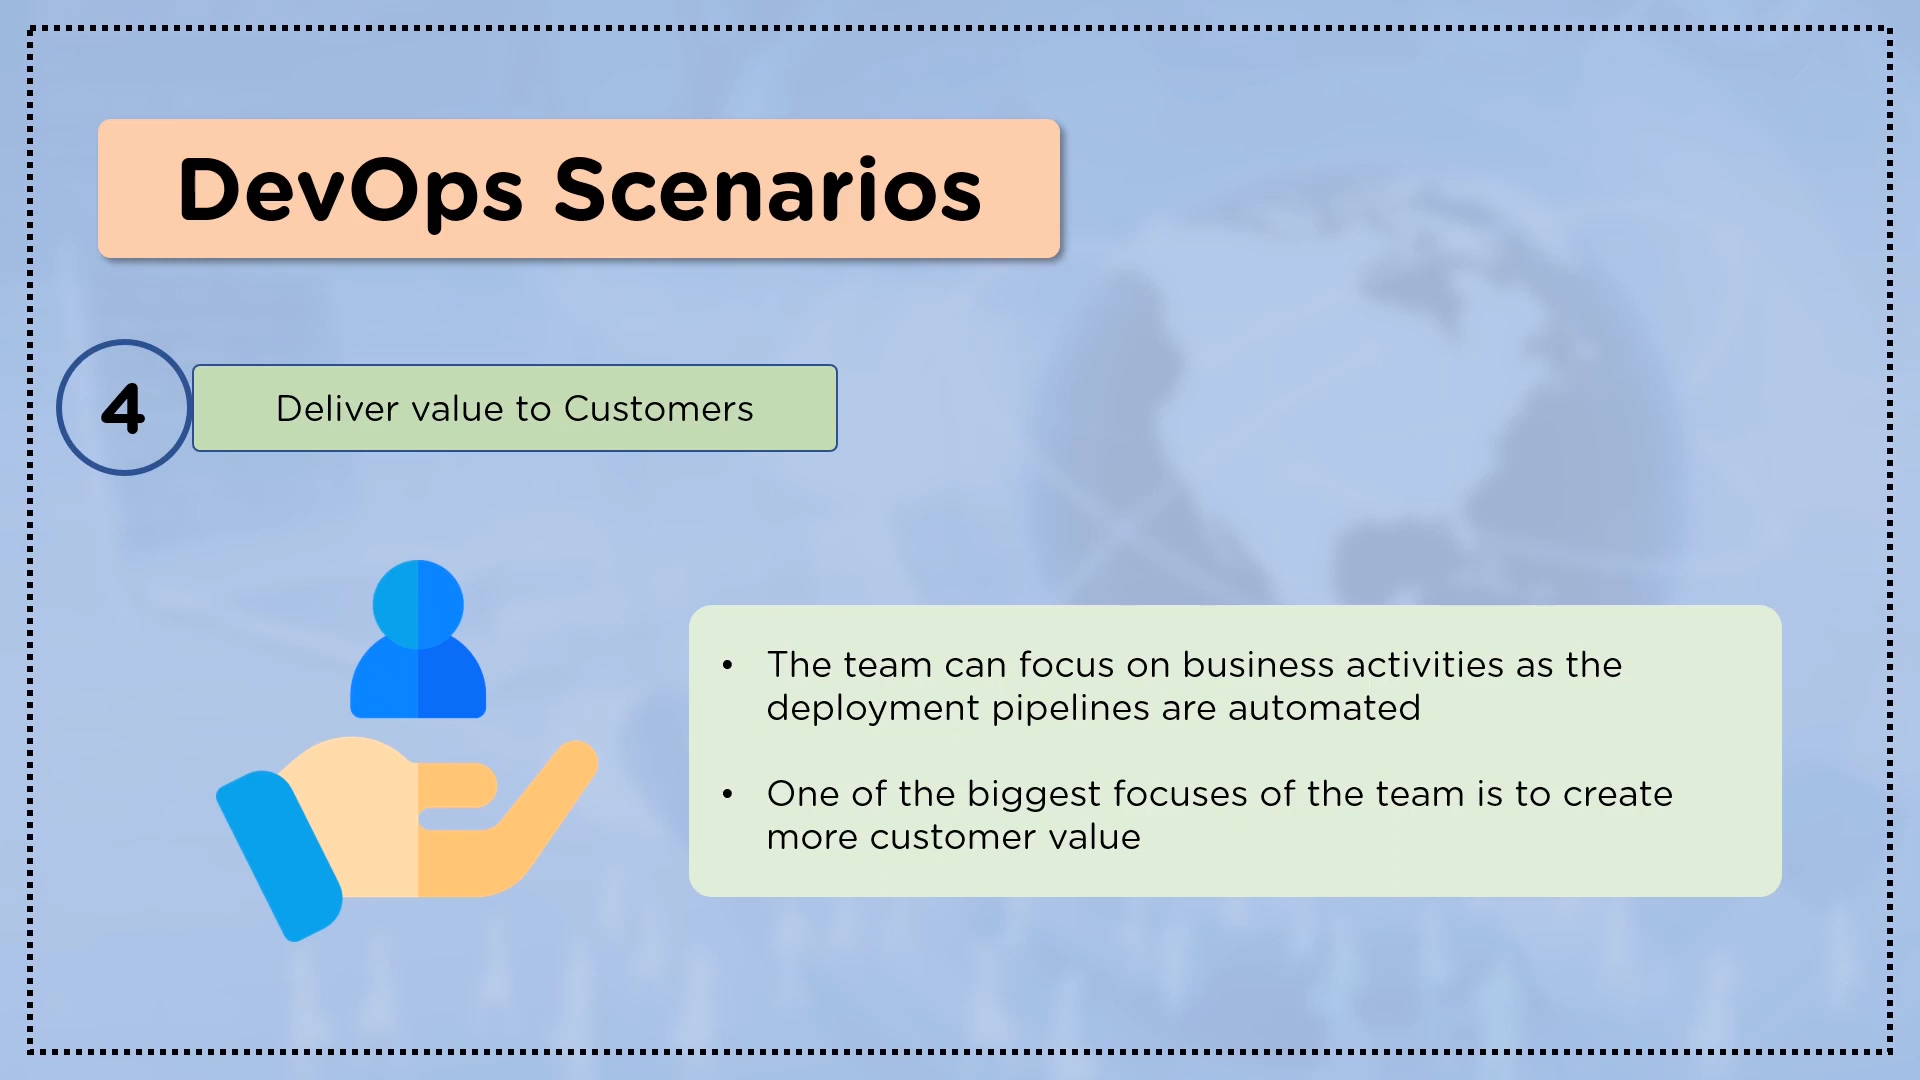 DevOps Scenarios
4
Deliver value to Customers
• The team can focus on business activities as the
deployment pipelines are automated
• One of the biggest focuses of the team is to create
more customer value